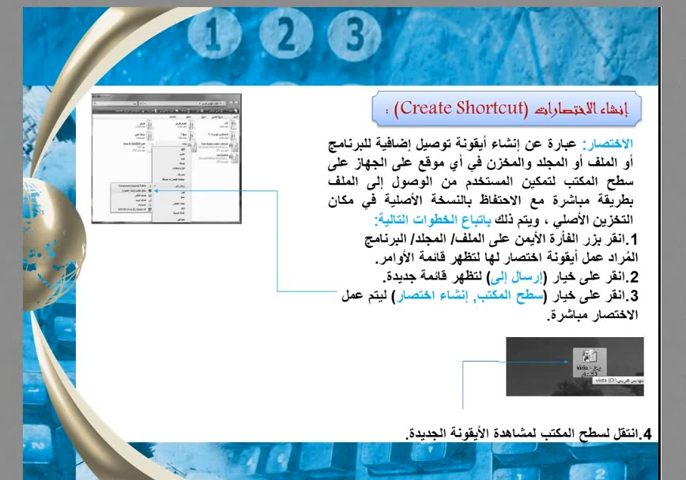 1 2 3
إنشاء الاختصارات (Create Shortcut) :
الاختصار: عبارة عن إنشاء أيقونة توصيل إضافية للبرنامج
أو الملف أو المجلد والمخزن في أي موقع على الجهاز على
سطح المكتب لتمكين المستخدم من الوصول إلى الملف
بطريقة مباشرة مع الاحتفاظ بالنسخة الأصلية في مكان
التخزين الأصلي ، ويتم ذلك باتباع الخطوات التالية:
1.انقر بزر الفأرة الأيمن على الملف/ المجلد/ البرنامج
المُراد عمل أيقونة اختصار لها لتظهر قائمة الأوامر.
2.انقر على خيار (إرسال إلى) لتظهر قائمة جديدة.
3.انقر على خيار (سطح المكتب, إنشاء اختصار) ليتم عمل
الاختصار مباشرة.
4.انتقل لسطح المكتب لمشاهدة الأيقونة الجديدة.